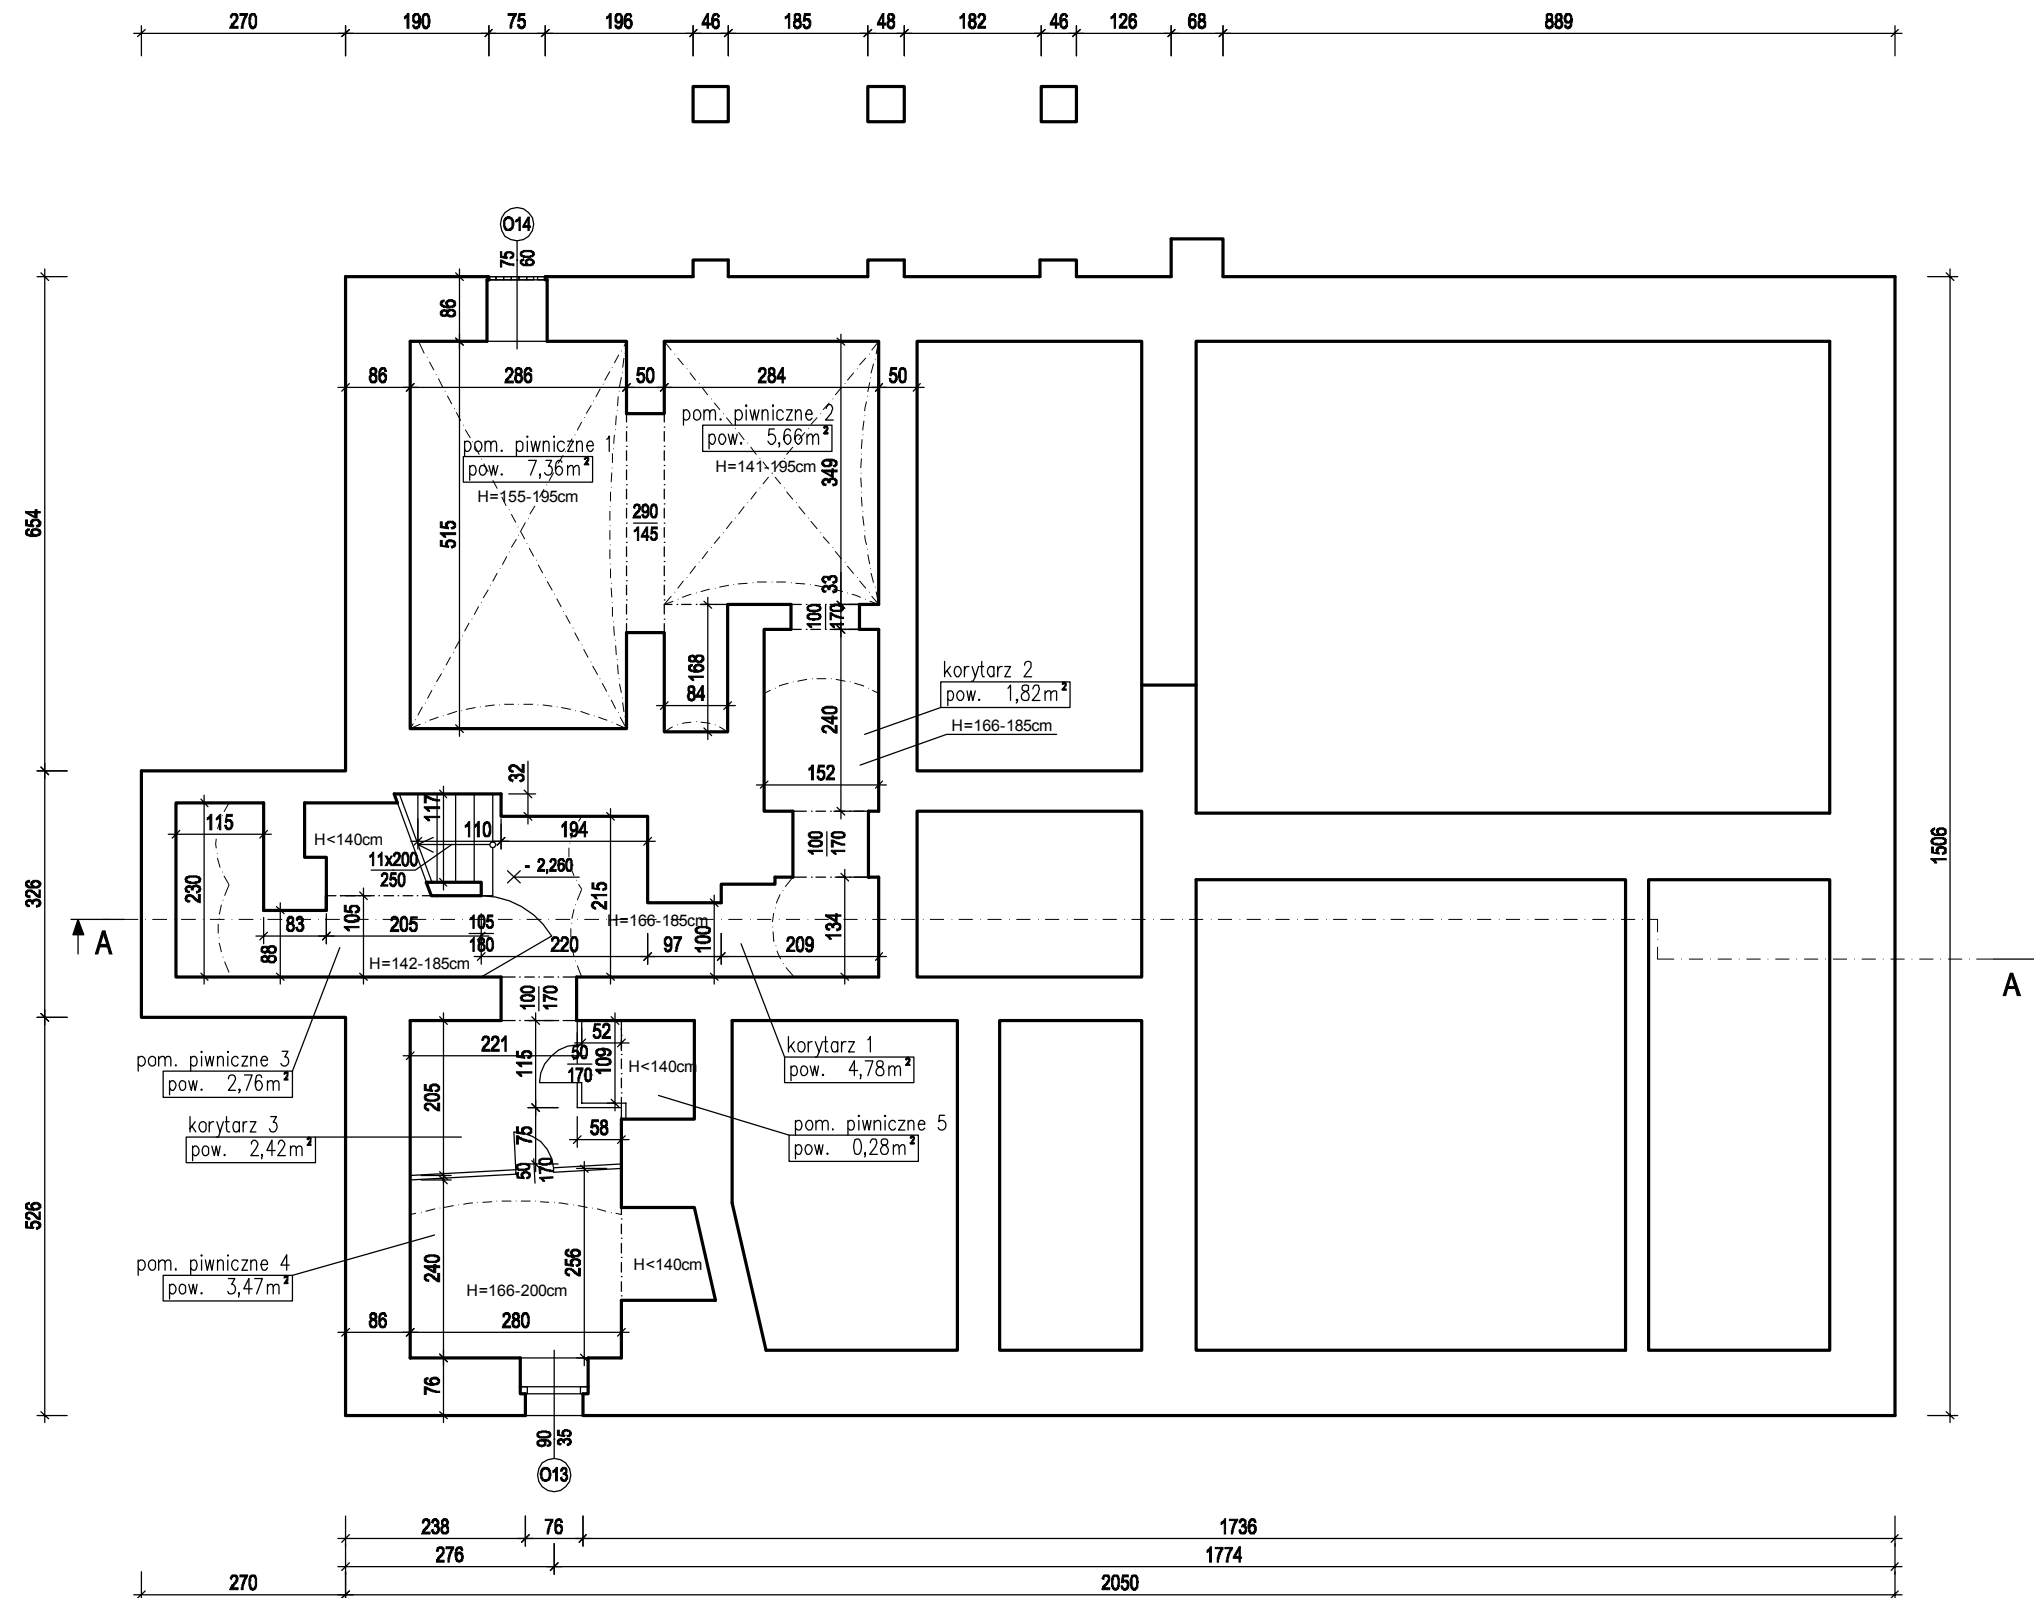 270 190 75 196 46 185 48 182 46 126 68 889
O14
75 60
86
86 286 50 284 50
pom. piwniczne 1
pow. 7,36m²
H=155-195cm
pom. piwniczne 2
pow. 5,66m²
H=141-195cm
349
515
290
145
33
100 170
168
84
korytarz 2
pow. 1,82m²
H=166-185cm
240
152
654
326
526
1506
32
117
115
H<140cm
110
194
11x200
250
- 2,260
100 170
230
105
215
83
205
105
180
H=166-185cm
134
88
H=142-185cm
220
97
100
209
A
A
100 170
221
115
52
50
170
109
H<140cm
korytarz 1
pow. 4,78m²
pom. piwniczne 3
pow. 2,76m²
205
korytarz 3
pow. 2,42m²
75
58
pom. piwniczne 5
pow. 0,28m²
50 170
pom. piwniczne 4
pow. 3,47m²
240
256
H<140cm
H=166-200cm
86 280
76
90 35
O13
238 76 1736
276 1774
270 2050